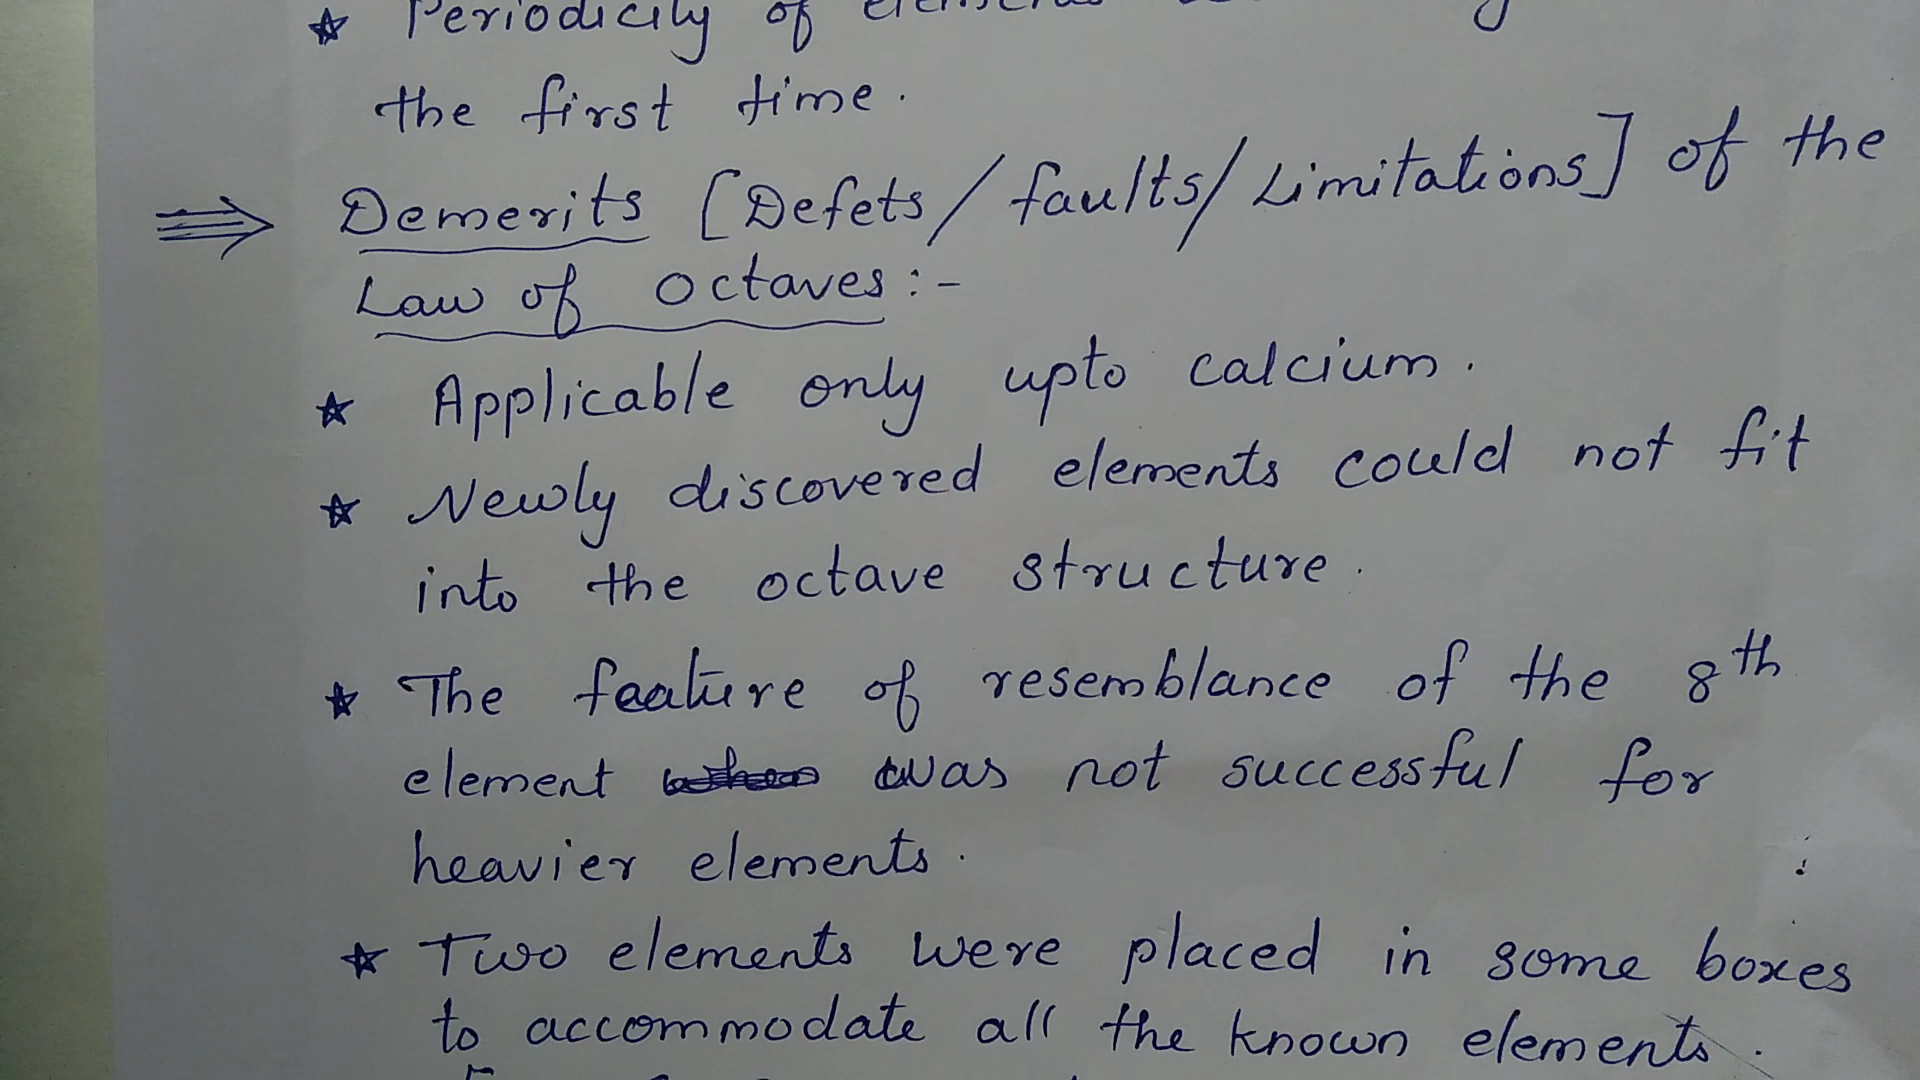 ☆ Periodicity of elements
the first time.
⇒ Demerits [Defets/faults/Limitations] of the
Law of octaves:-
☆ Applicable only upto calcium.
☆ Newly discovered elements could not fit
into the octave structure.
☆ The feature of resemblance of the 8th
element was not successful for
heavier elements.
☆ Two elements were placed in some boxes
to accommodate all the known elements.